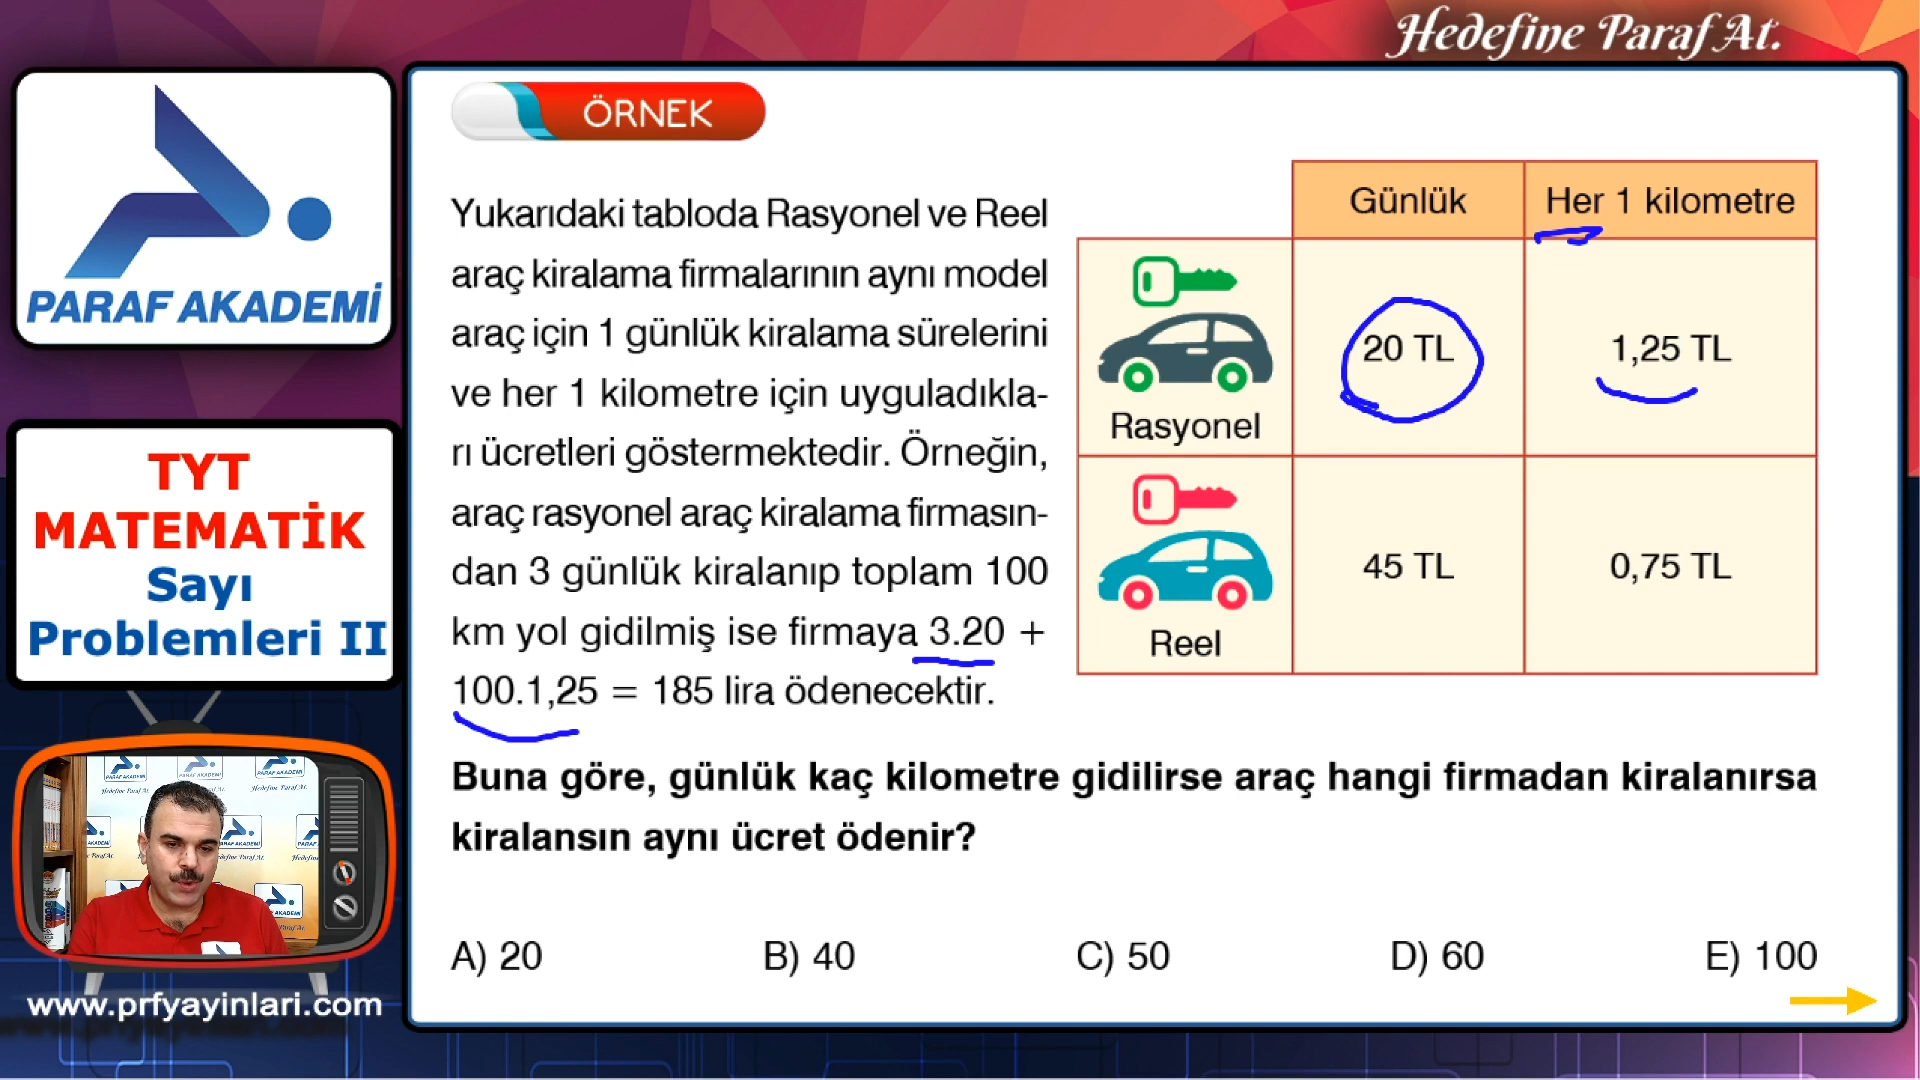 Hedefine Paraf At.
PARAF AKADEMİ
TYT
MATEMATİK
Sayı
Problemleri II
www.prfyayinlari.com
ÖRNEK
Yukarıdaki tabloda Rasyonel ve Reel
araç kiralama firmalarının aynı model
araç için 1 günlük kiralama sürelerini
ve her 1 kilometre için uyguladıkla-
rı ücretleri göstermektedir. Örneğin,
araç rasyonel araç kiralama firmasın-
dan 3 günlük kiralanıp toplam 100
km yol gidilmiş ise firmaya 3.20 +
100.1,25 = 185 lira ödenecektir.
Günlük Her 1 kilometre
20 TL 1,25 TL
Rasyonel
45 TL 0,75 TL
Reel
Buna göre, günlük kaç kilometre gidilirse araç hangi firmadan kiralanırsa
kiralansın aynı ücret ödenir?
A) 20 B) 40 C) 50 D) 60 E) 100